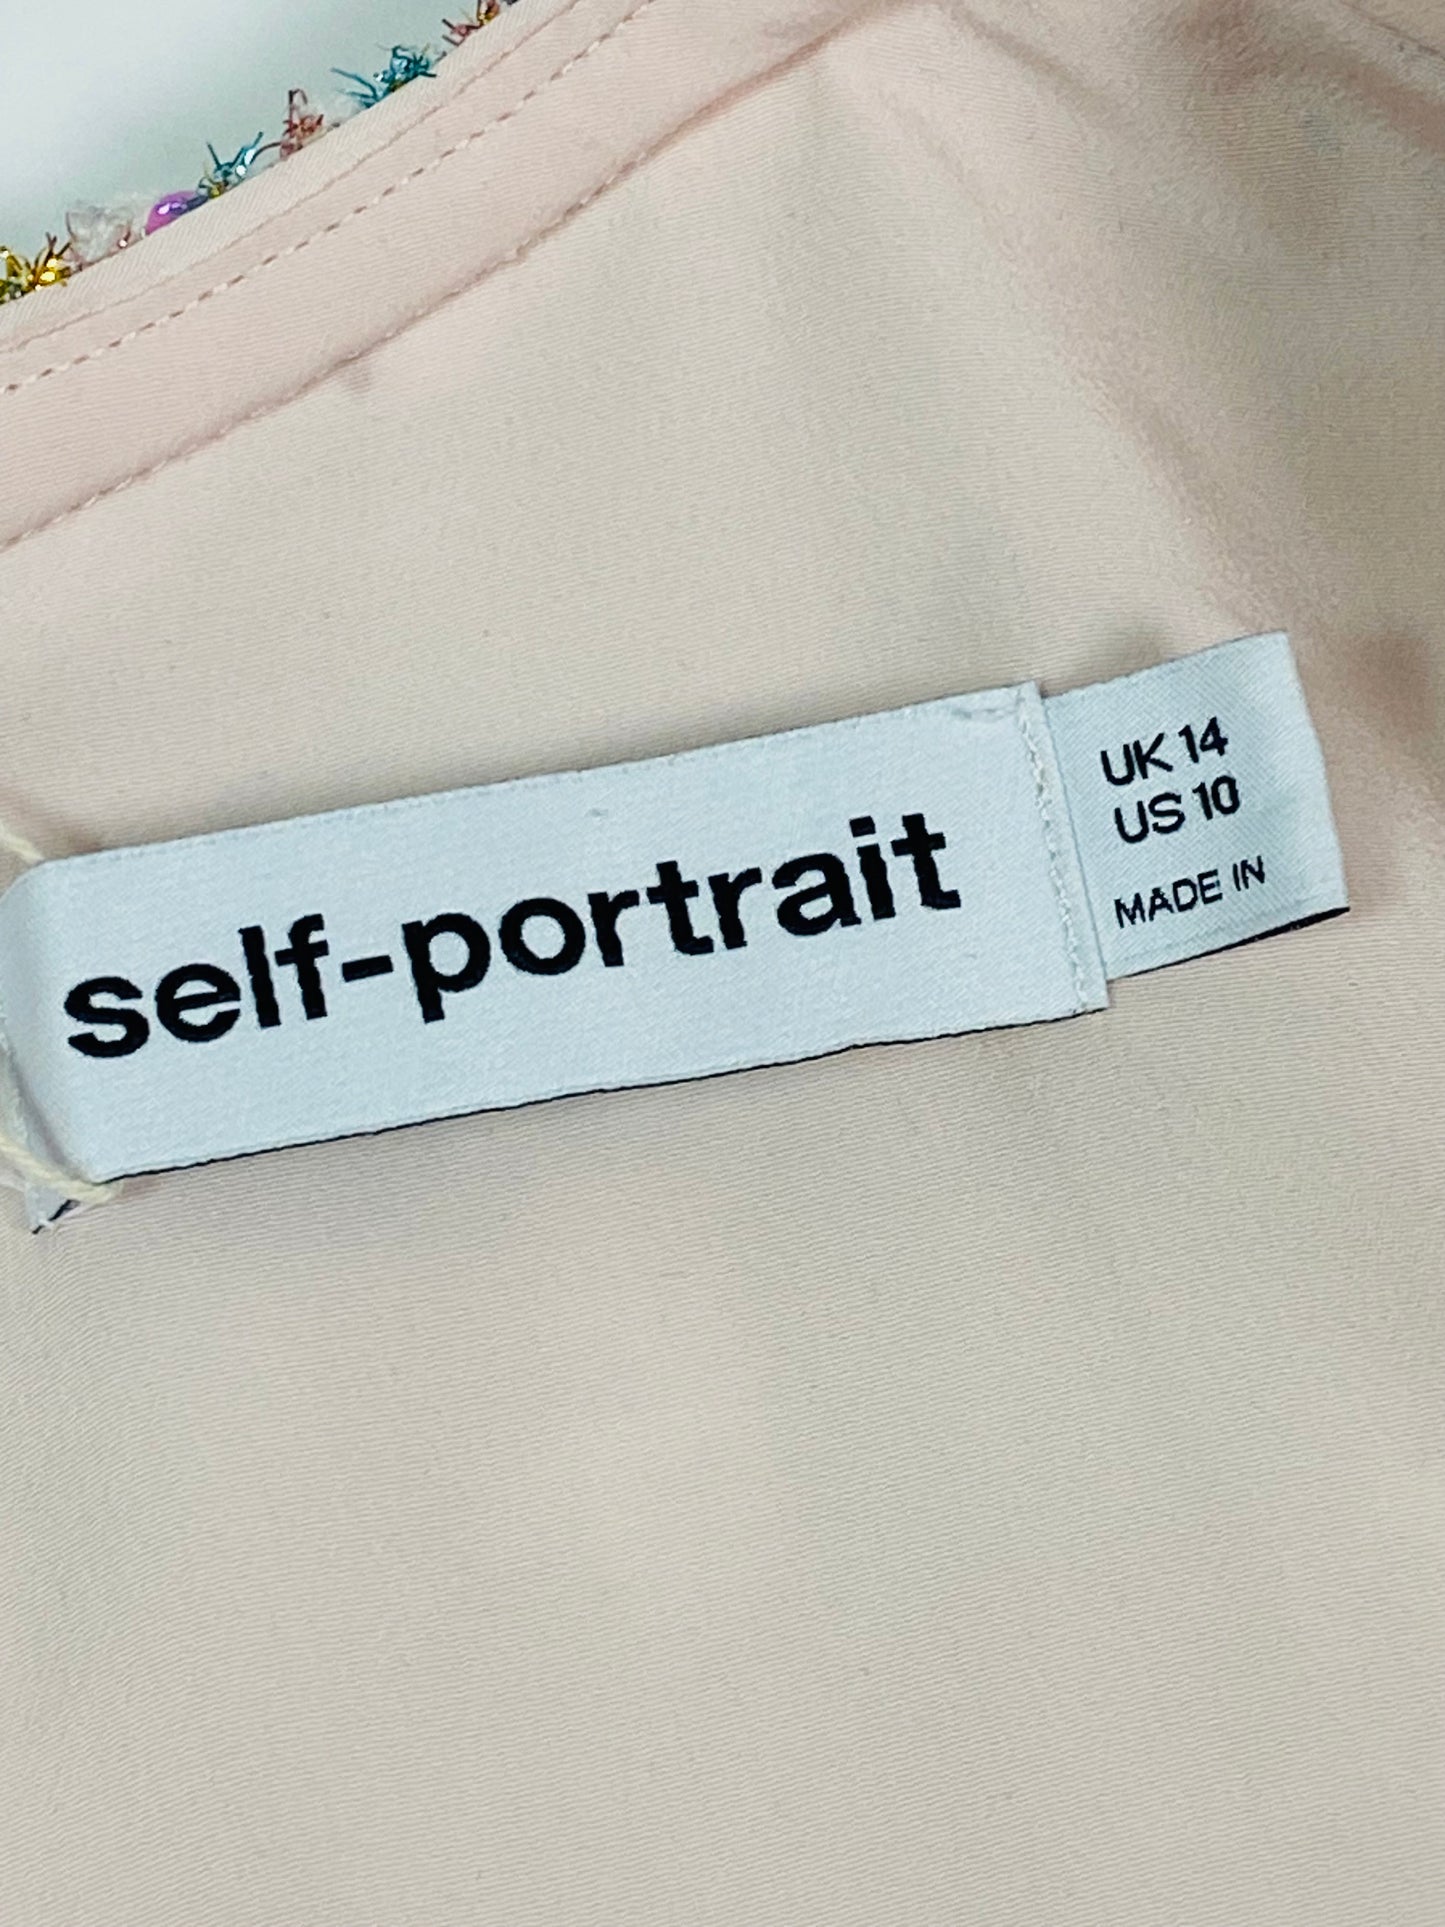 self-portrait
UK 14
US 10
MADE IN